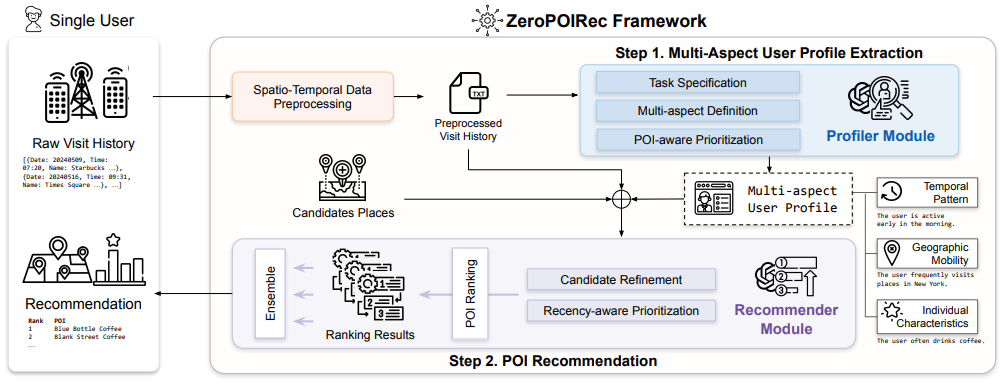 Single User
ZeroPOIRec Framework
Raw Visit History
[{Date: 20240509, Time:
07:20, Name: Starbucks …},
{Date: 20240516, Time: 09:31,
Name: Times Square …}, …]
Recommendation
Rank POI
1 Blue Bottle Coffee
2 Blank Street Coffee
…
Step 1. Multi-Aspect User Profile Extraction
Spatio-Temporal Data
Preprocessing
TXT
Preprocessed
Visit History
Task Specification
Multi-aspect Definition
POI-aware Prioritization
Profiler Module
Candidates Places
Multi-aspect
User Profile
Temporal
Pattern
The user is active
early in the morning.
Geographic
Mobility
The user frequently visits
places in New York.
Individual
Characteristics
The user often drinks coffee.
Ensemble
1
2
3
Ranking Results
POI Ranking
Candidate Refinement
Recency-aware Prioritization
1
2
3
Recommender
Module
Step 2. POI Recommendation